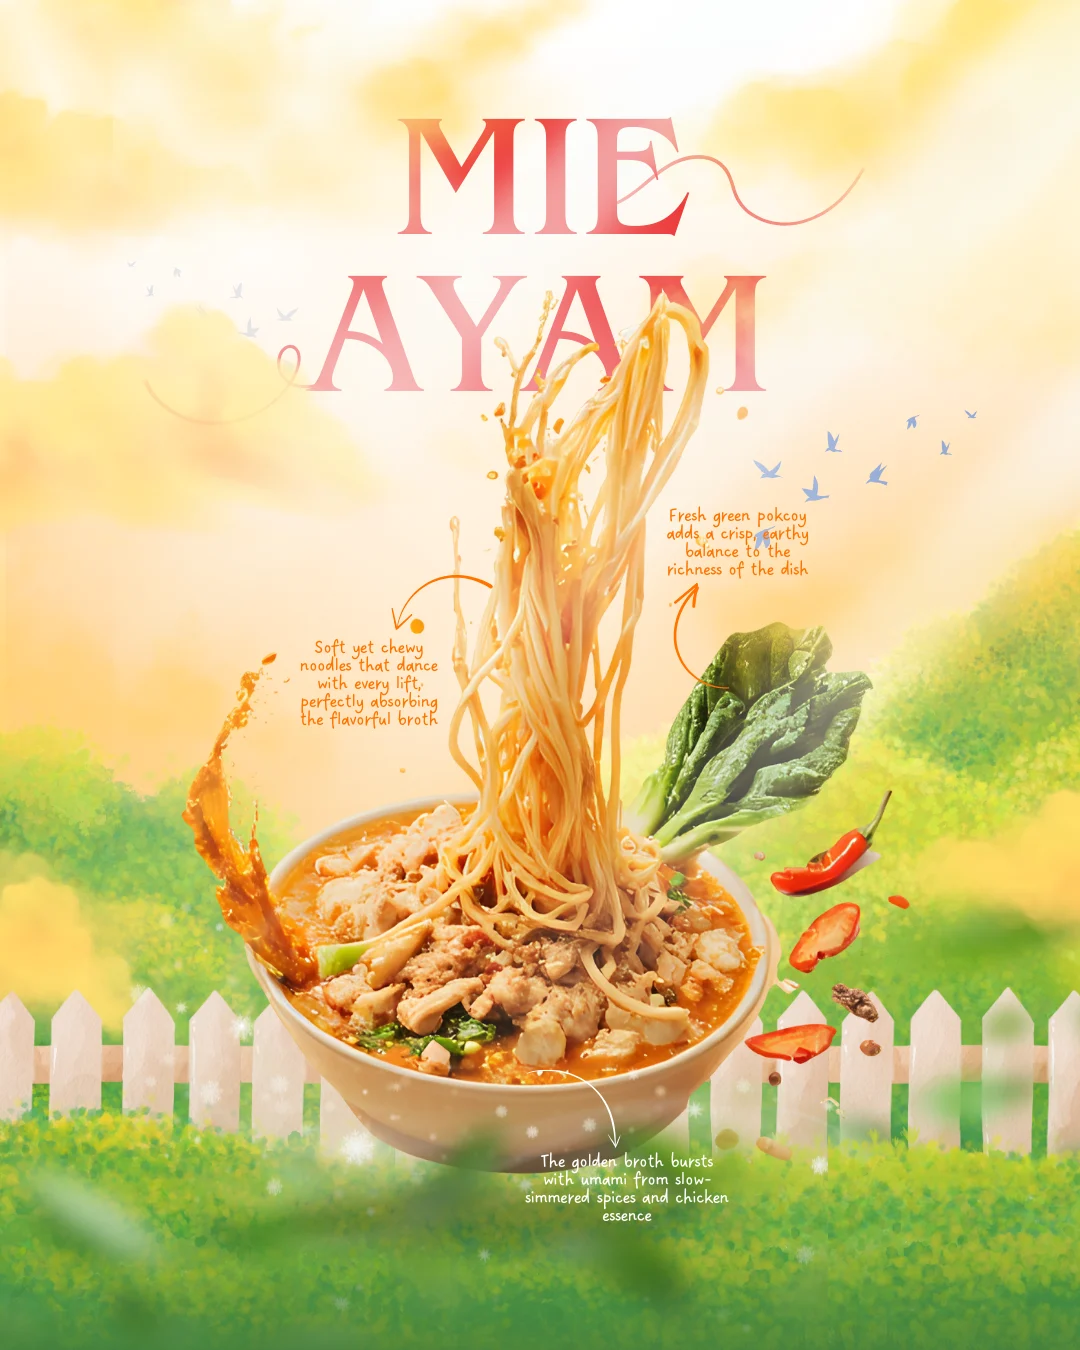 MIE
AYAM
Fresh green pokcoy
adds a crisp, earthy
balance to the
richness of the dish
Soft yet chewy
noodles that dance
with every lift,
perfectly absorbing
the flavorful broth
The golden broth bursts
with umami from slow-
simmered spices and chicken
essence